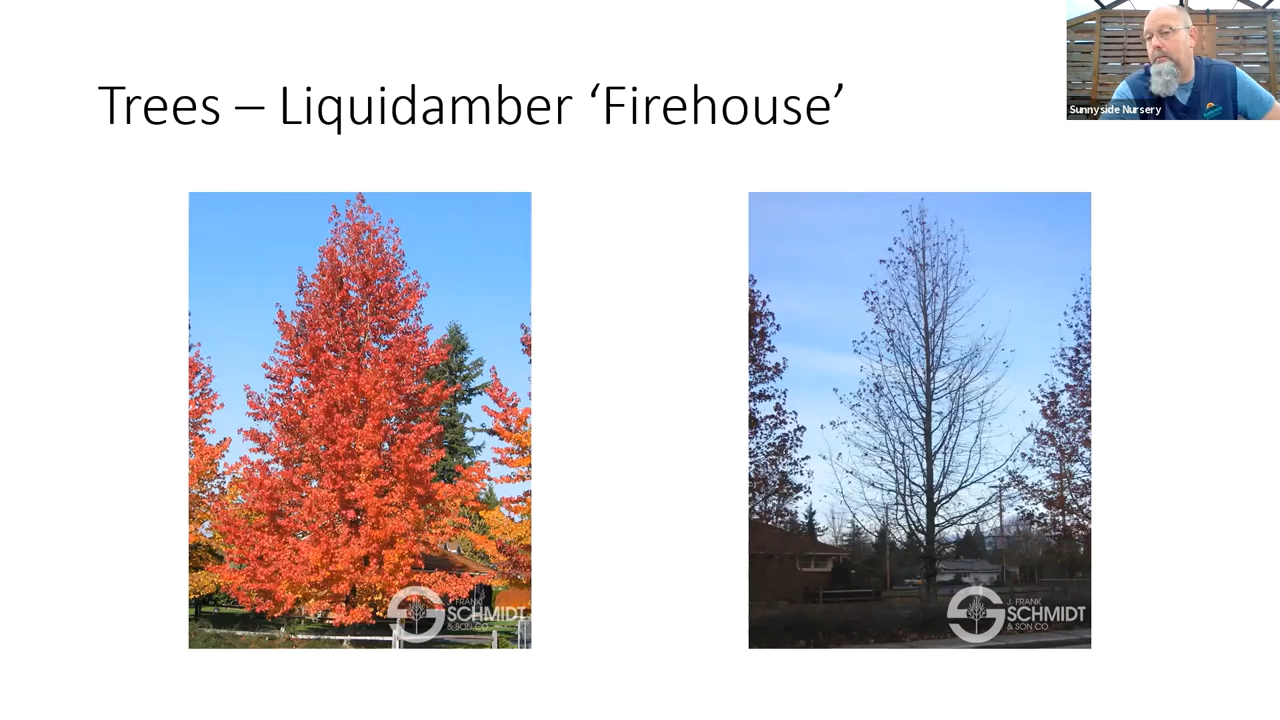 Trees – Liquidamber ‘Firehouse’
Sunnyside Nursery
J. FRANK
SCHMIDT
& SON CO.
J. FRANK
SCHMIDT
& SON CO.